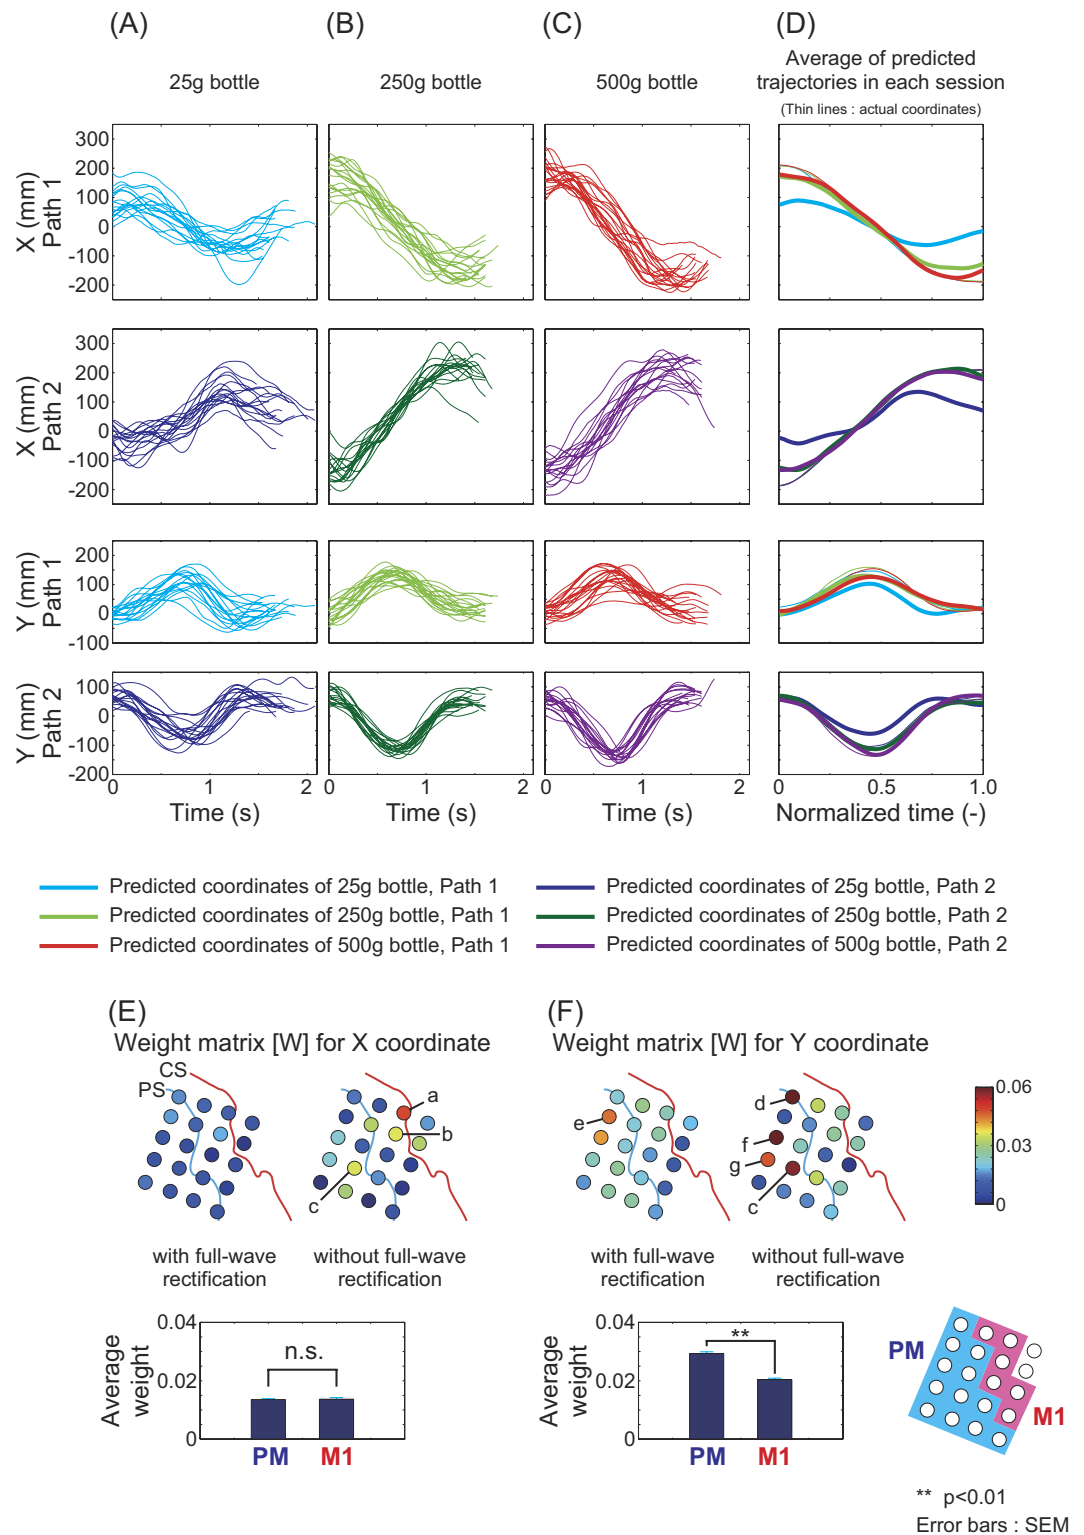 (A)
(B)
(C)
(D)
25g bottle
250g bottle
500g bottle
Average of predicted
trajectories in each session
(Thin lines : actual coordinates)
X (mm)
Path 1
300
200
100
0
-100
-200
X (mm)
Path 2
300
200
100
0
-100
-200
Y (mm)
Path 1
200
100
0
-100
Y (mm)
Path 2
100
0
-100
-200
0 1 2
0 1 2
0 1 2
0 0.5 1.0
Time (s)
Time (s)
Time (s)
Normalized time (-)
Predicted coordinates of 25g bottle, Path 1
Predicted coordinates of 250g bottle, Path 1
Predicted coordinates of 500g bottle, Path 1
Predicted coordinates of 25g bottle, Path 2
Predicted coordinates of 250g bottle, Path 2
Predicted coordinates of 500g bottle, Path 2
(E)
Weight matrix [W] for X coordinate
CS
PS
a
b
c
with full-wave
rectification
without full-wave
rectification
Average
weight
0.04
0.02
0
n.s.
PM
M1
(F)
Weight matrix [W] for Y coordinate
e
d
f
g
c
0.06
0.03
0
with full-wave
rectification
without full-wave
rectification
Average
weight
0.04
0.02
0
**
PM
M1
PM
M1
** p<0.01
Error bars : SEM